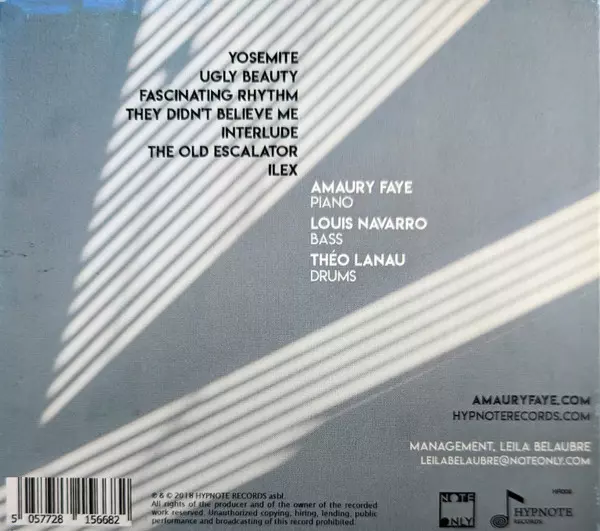 YOSEMITE
UGLY BEAUTY
FASCINATING RHYTHM
THEY DIDN'T BELIEVE ME
INTERLUDE
THE OLD ESCALATOR
ILEX
AMAURY FAYE
PIANO
LOUIS NAVARRO
BASS
THÉO LANAU
DRUMS
AMAURYFAYE.COM
HYPNOTERECORDS.COM
MANAGEMENT, LEILA BELAUBRE
LEILABELAUBRE@NOTEONLY.COM
℗ & © 2018 HYPNOTE RECORDS asbl.
All rights of the producer and of the owner of the recorded
work reserved. Unauthorized copying, hiring, lending, public
performance and broadcasting of this record prohibited.
5 057728 156682
NOTE
ONLY
HYPNOTE
RECORDS